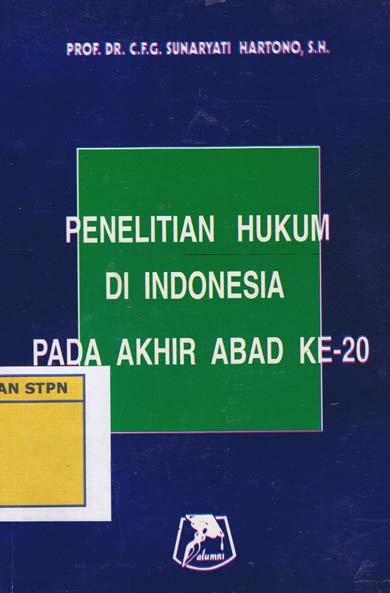 PROF. DR. C.F.G. SUNARYATI HARTONO, S.H.
PENELITIAN HUKUM
DI INDONESIA
PADA AKHIR ABAD KE-20
AN STPN
alumni